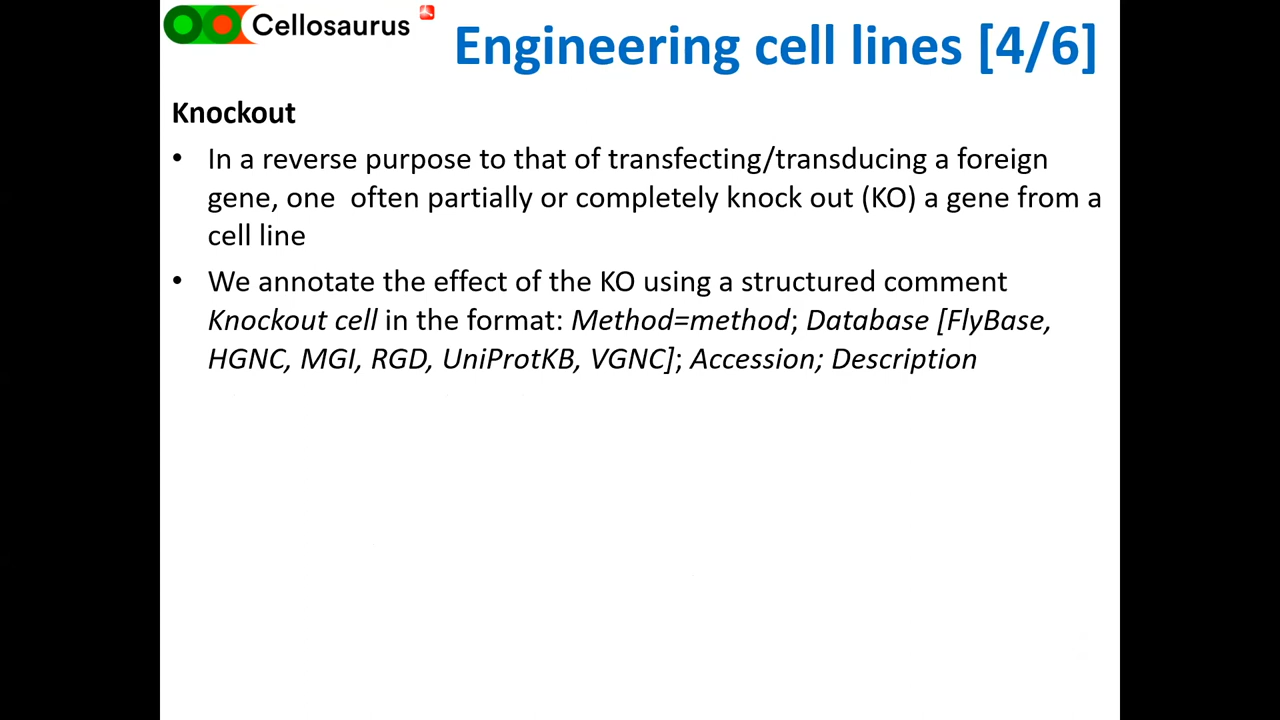 Cellosaurus
Engineering cell lines [4/6]
Knockout
• In a reverse purpose to that of transfecting/transducing a foreign
gene, one  often partially or completely knock out (KO) a gene from a
cell line
• We annotate the effect of the KO using a structured comment
Knockout cell in the format: Method=method; Database [FlyBase,
HGNC, MGI, RGD, UniProtKB, VGNC]; Accession; Description